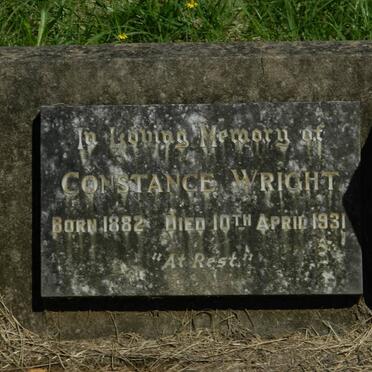 In Loving Memory of
CONSTANCE WRIGHT
BORN 1882 DIED 10TH APRIL 1931
"At Rest."